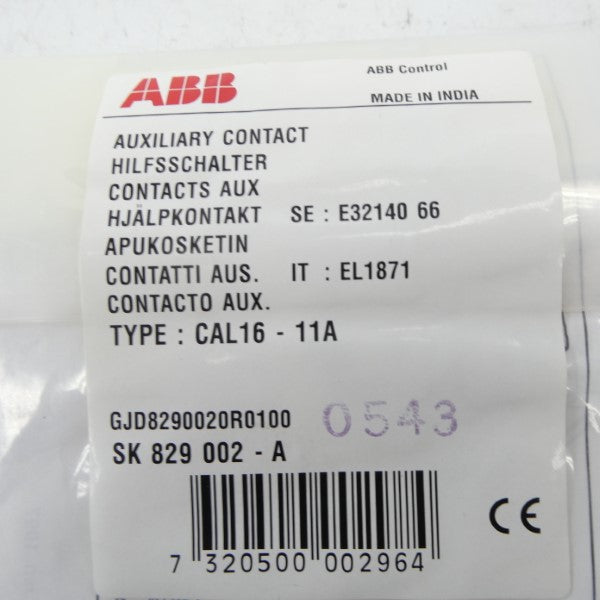 ABB
ABB Control
MADE IN INDIA
AUXILIARY CONTACT
HILFSSCHALTER
CONTACTS AUX
HJÄLPKONTAKT SE : E32140 66
APUKOSKETIN
CONTATTI AUS. IT : EL1871
CONTACTO AUX.
TYPE : CAL16 - 11A
GJD8290020R0100 0543
SK 829 002 - A
CE
7 320500 002964